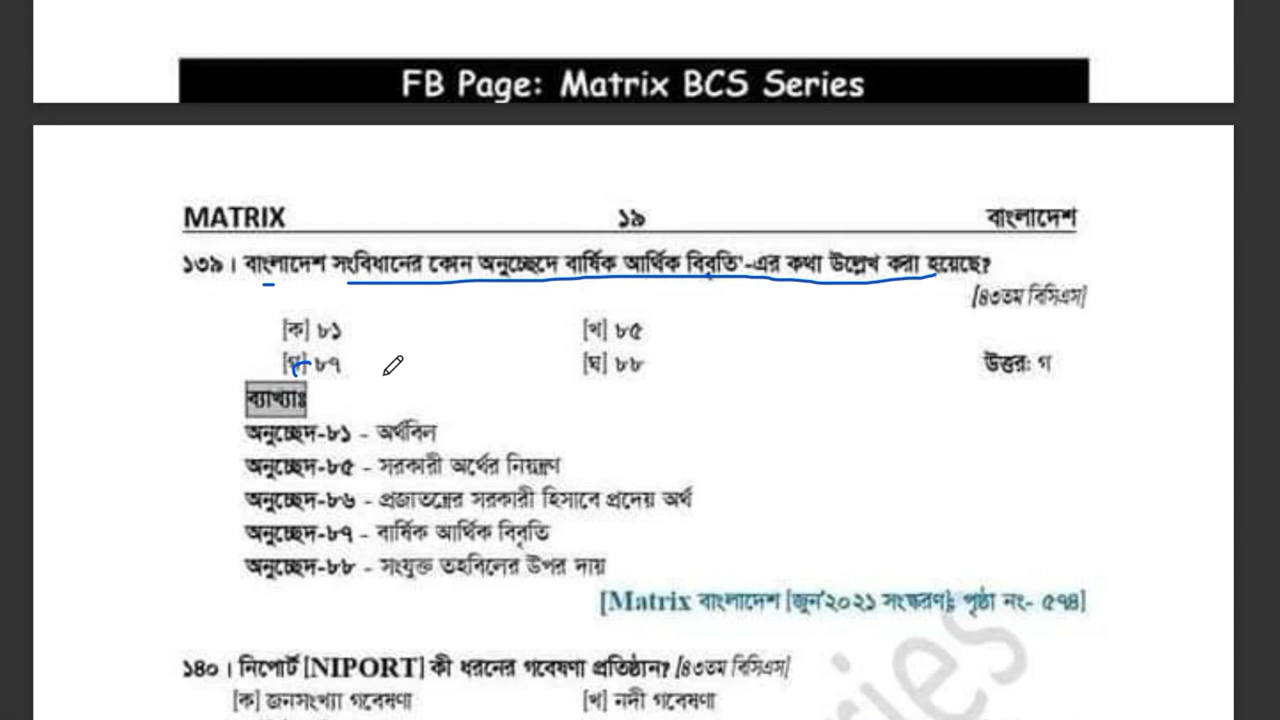 FB Page: Matrix BCS Series
MATRIX ১৯ বাংলাদেশ
১৩৯। বাংলাদেশ সংবিধানের কোন অনুচ্ছেদে বার্ষিক আর্থিক বিবৃতি'-এর কথা উল্লেখ করা হয়েছে?
[৪৩তম বিসিএস]
[ক] ৮১ [খ] ৮৫
[গ] ৮৭ [ঘ] ৮৮ উত্তর: গ
ব্যাখ্যাঃ
অনুচ্ছেদ-৮১ - অর্থবিল
অনুচ্ছেদ-৮৫ - সরকারী অর্থের নিয়ন্ত্রণ
অনুচ্ছেদ-৮৬ - প্রজাতন্ত্রের সরকারী হিসাবে প্রদেয় অর্থ
অনুচ্ছেদ-৮৭ - বার্ষিক আর্থিক বিবৃতি
অনুচ্ছেদ-৮৮ - সংযুক্ত তহবিলের উপর দায়
[Matrix বাংলাদেশ [জুন'২০২১ সংস্করণ]; পৃষ্ঠা নং- ৫৭৪]
১৪০। নিপোর্ট [NIPORT] কী ধরনের গবেষণা প্রতিষ্ঠান? [৪৩তম বিসিএস]
[ক] জনসংখ্যা গবেষণা [খ] নদী গবেষণা